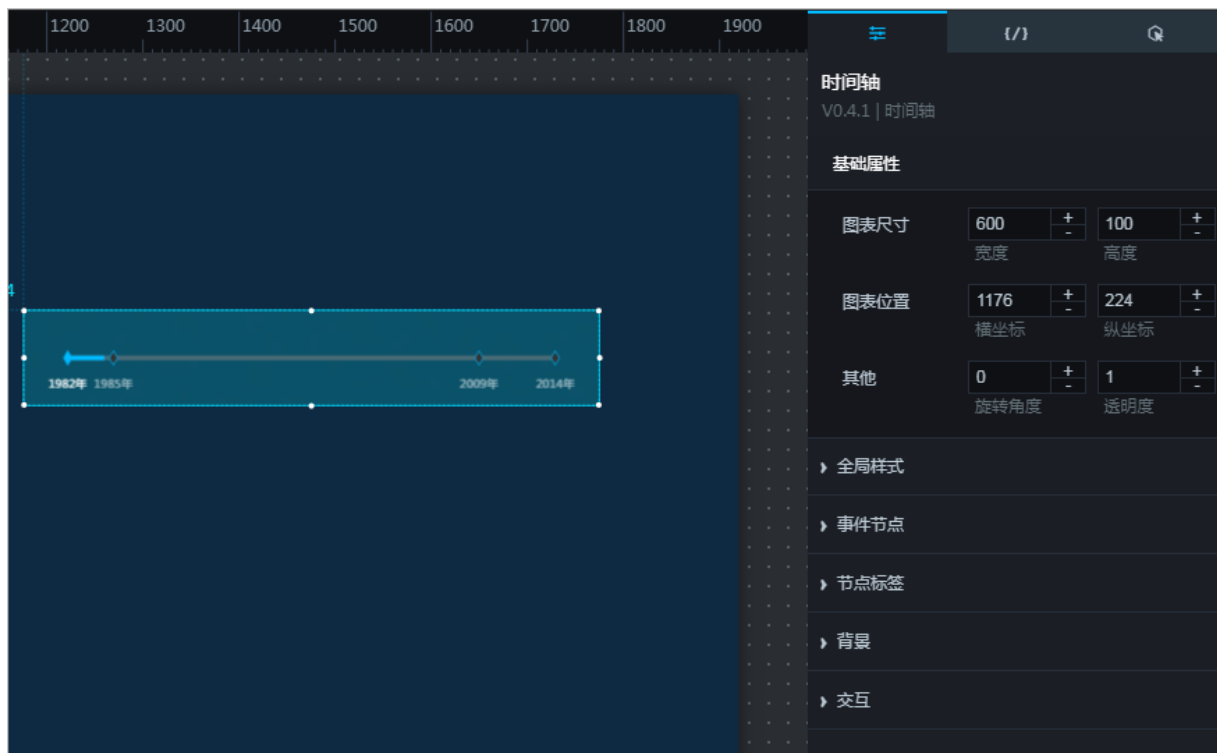 1200 1300 1400 1500 1600 1700 1800 1900
{/}
时间轴
V0.4.1 | 时间轴
基础属性
图表尺寸 600 + - 100 + -
宽度 高度
图表位置 1176 + - 224 + -
横坐标 纵坐标
其他 0 + - 1 + -
旋转角度 透明度
4
1982年 1985年 2009年 2014年
全局样式
事件节点
节点标签
背景
交互